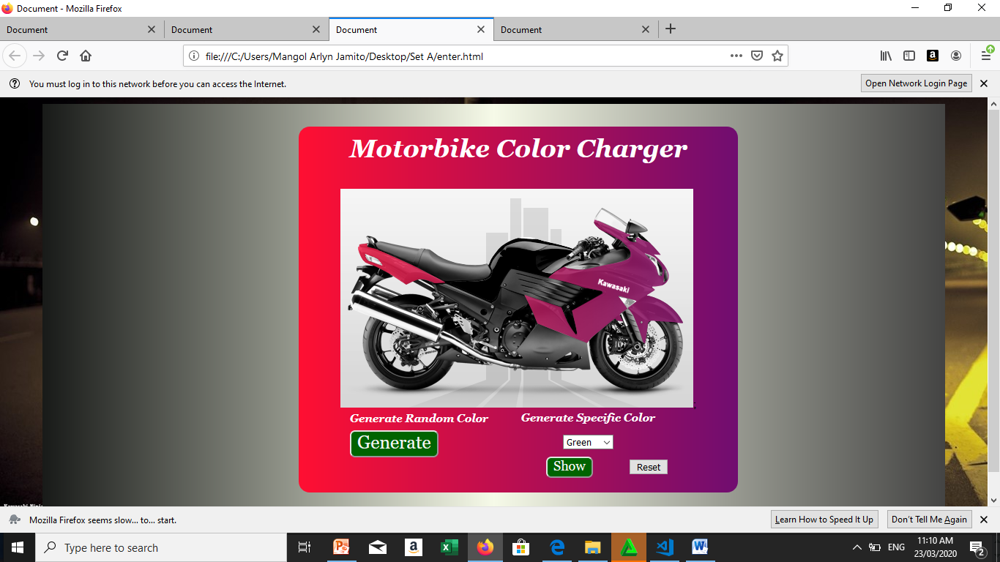 Document - Mozilla Firefox
Document
Document
Document
Document
file:///C:/Users/Mangol Arlyn Jamito/Desktop/Set A/enter.html
You must log in to this network before you can access the Internet.
Open Network Login Page
Motorbike Color Charger
Kawasaki
Generate Random Color
Generate Specific Color
Generate
Green
Show
Reset
Kawasaki Ninja
Mozilla Firefox seems slow... to... start.
Learn How to Speed It Up
Don't Tell Me Again
Type here to search
ENG
11:10 AM
23/03/2020
2